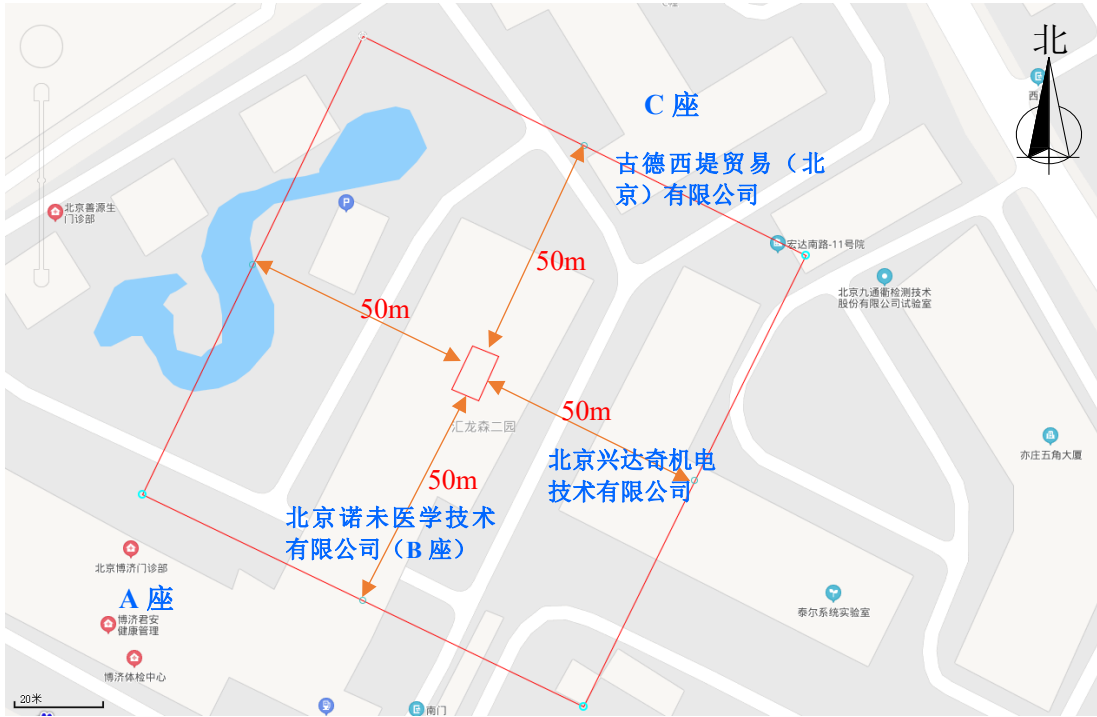 北
西
C 座
古德西堤贸易（北
京）有限公司
北京善源生
门诊部
P
宏达南路-11号院
50m
北京九通衢检测技术
股份有限公司试验室
50m
50m
汇龙森二园
亦庄五角大厦
北京兴达奇机电
技术有限公司
50m
北京诺未医学技术
有限公司（B 座）
北京博济门诊部
A 座
博济君安
健康管理
泰尔系统实验室
博济体检中心
20米
南门